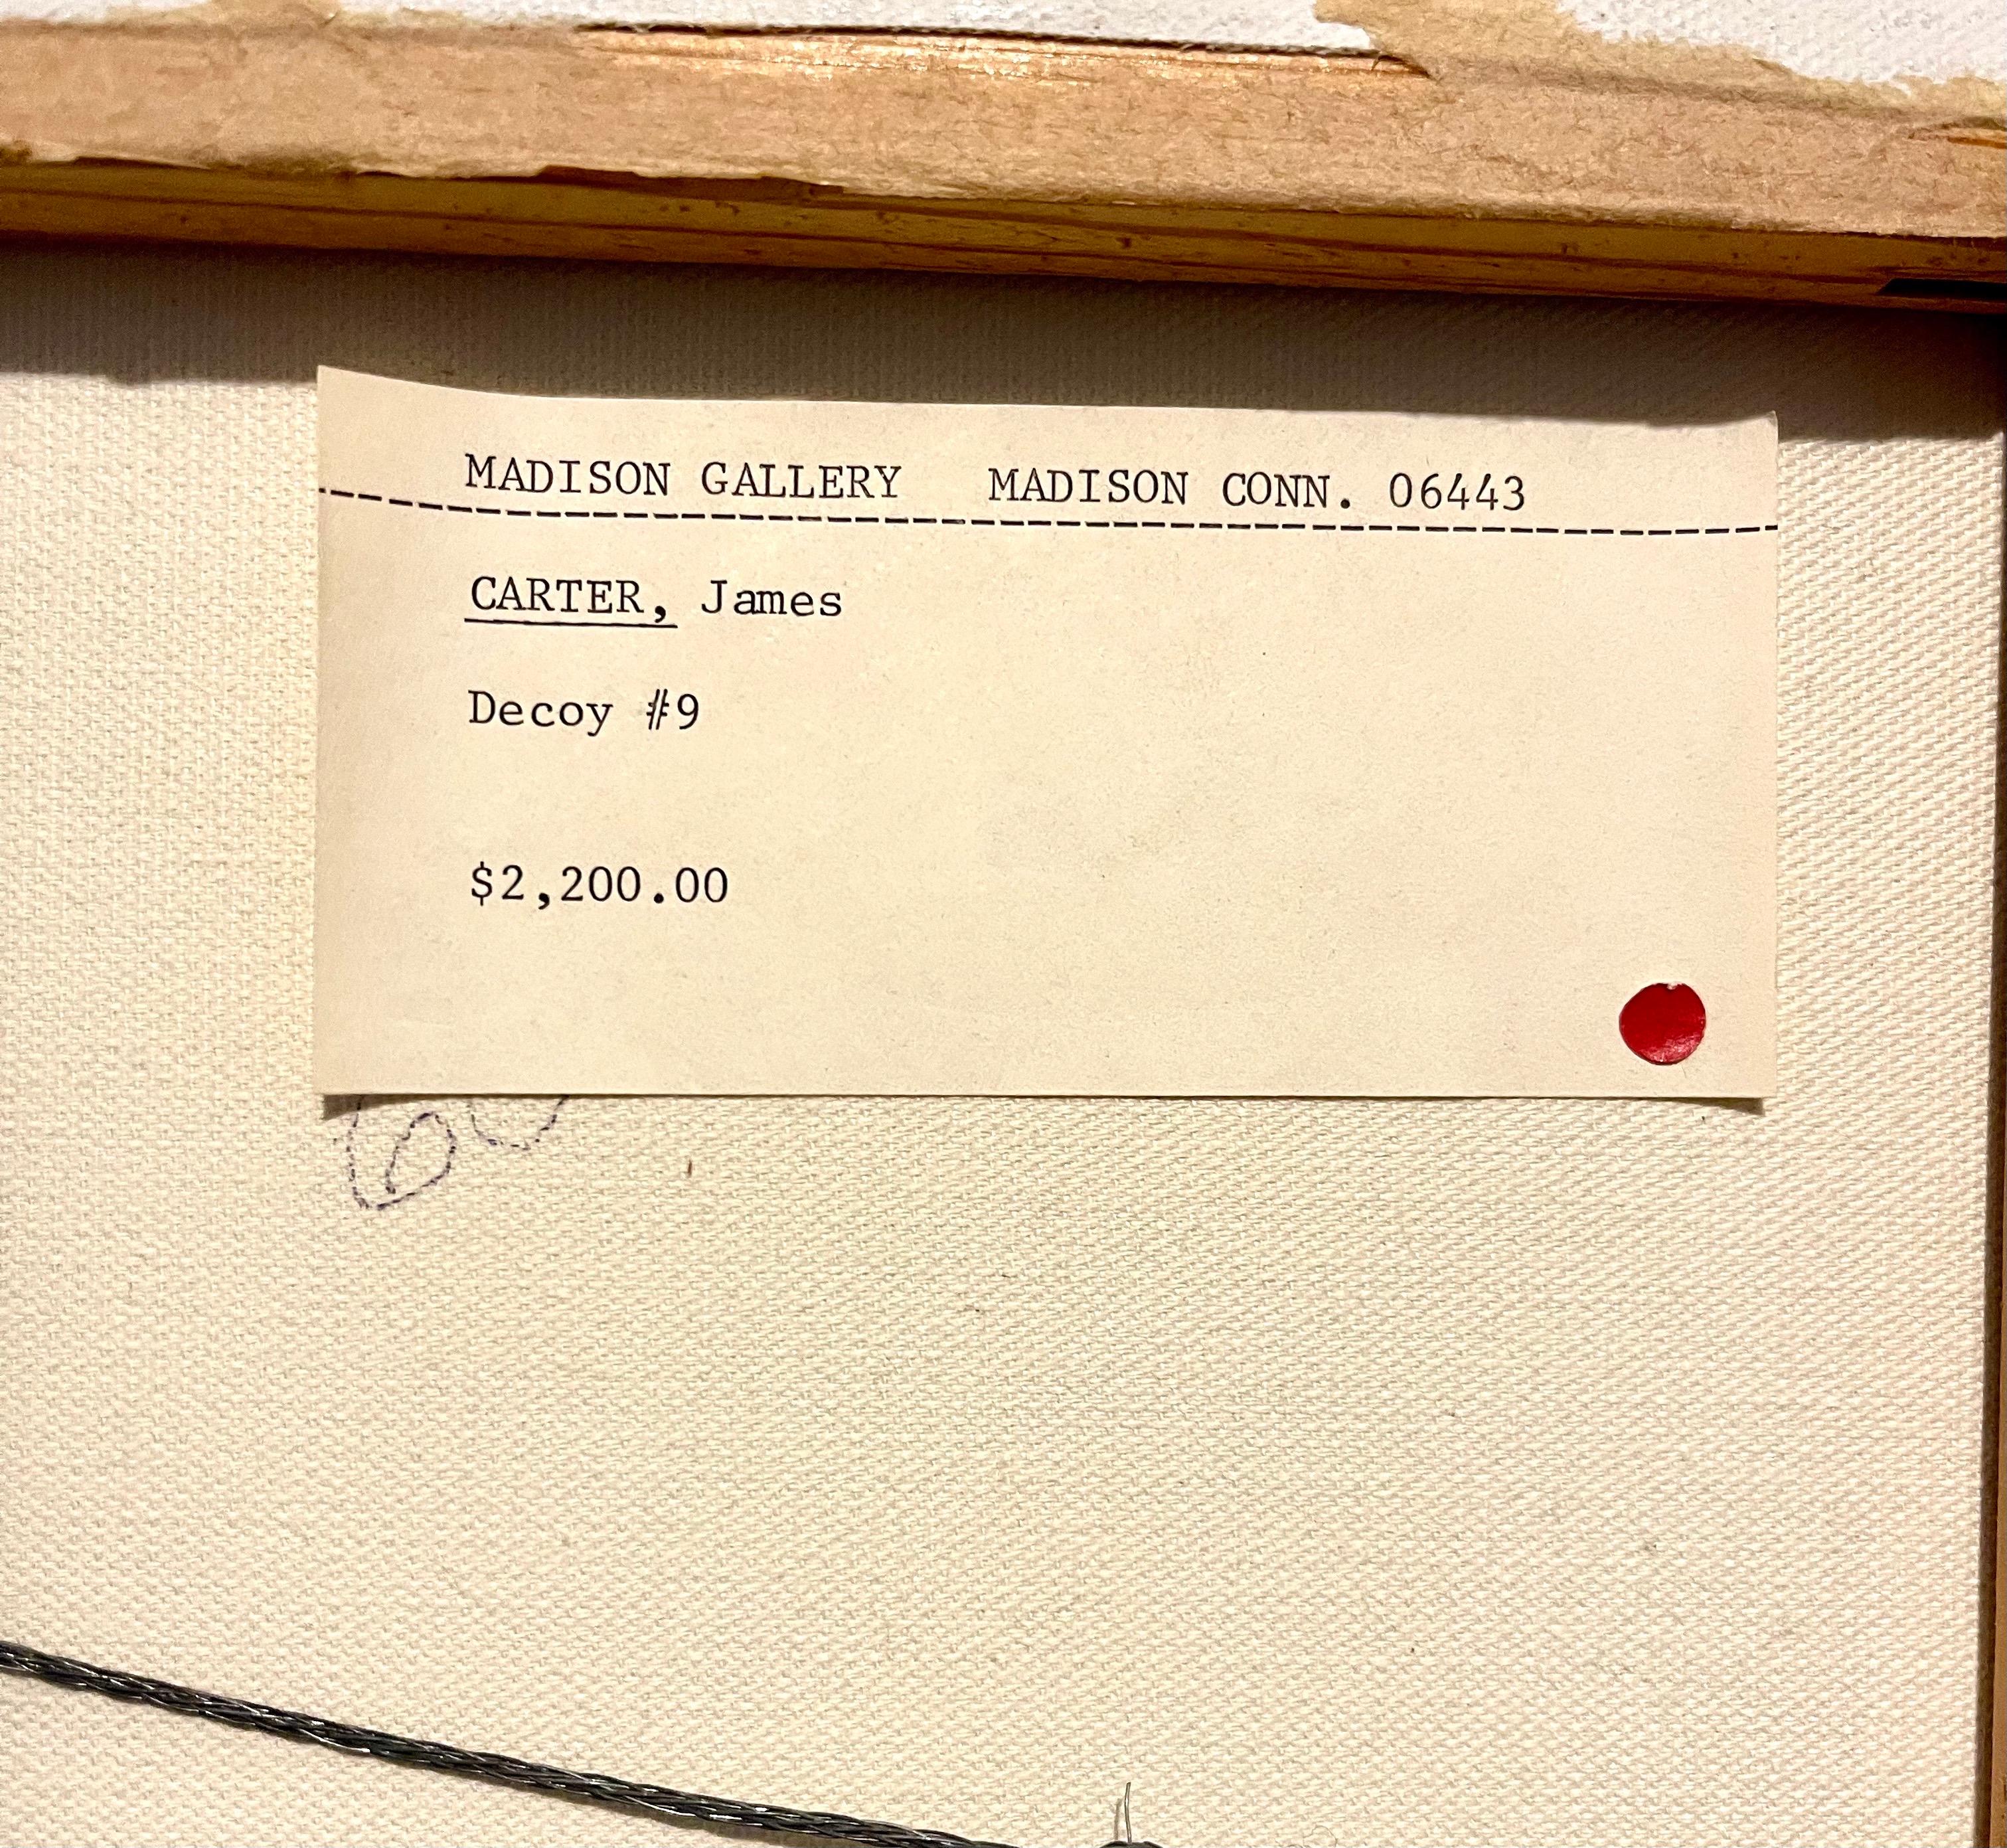 MADISON GALLERY MADISON CONN. 06443
CARTER, James
Decoy #9
$2,200.00